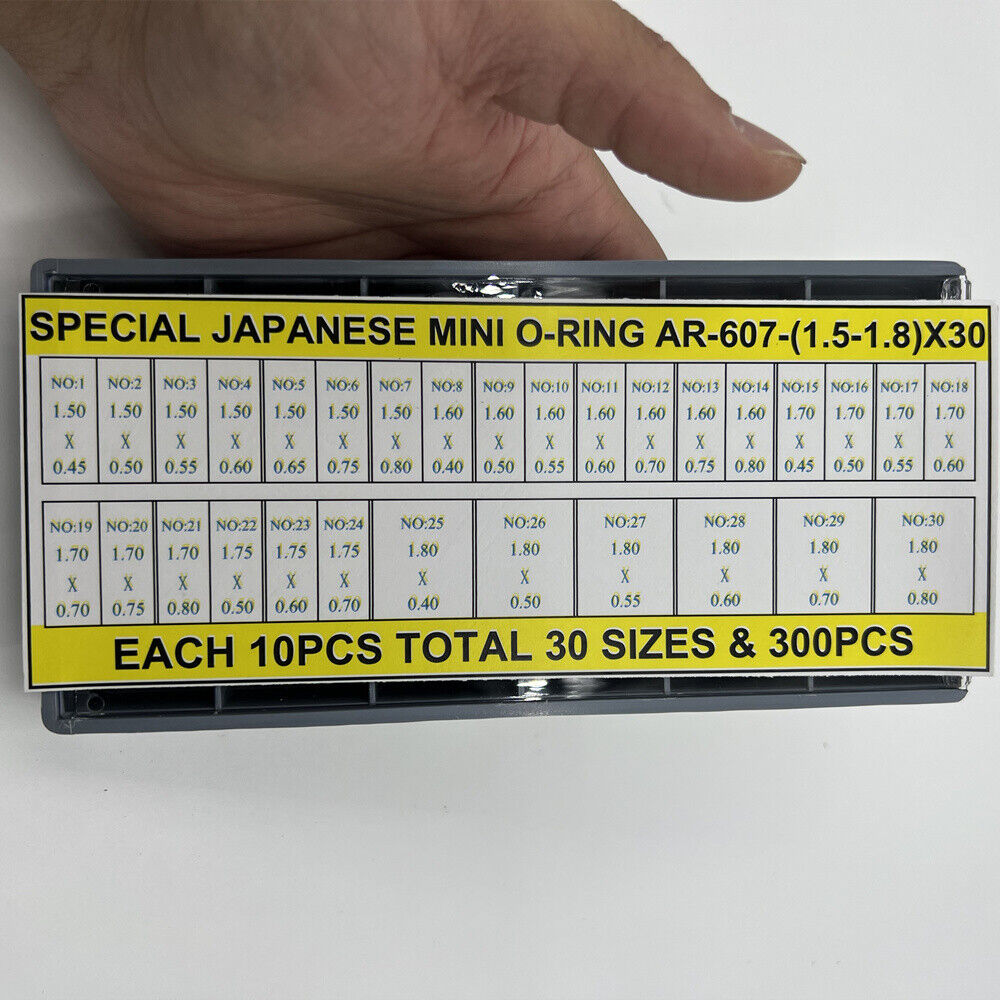 SPECIAL JAPANESE MINI O-RING AR-607-(1.5-1.8)X30
NO:1 NO:2 NO:3 NO:4 NO:5 NO:6 NO:7 NO:8 NO:9 NO:10 NO:11 NO:12 NO:13 NO:14 NO:15 NO:16 NO:17 NO:18
1.50 1.50 1.50 1.50 1.50 1.50 1.50 1.60 1.60 1.60 1.60 1.60 1.60 1.60 1.70 1.70 1.70 1.70
X X X X X X X X X X X X X X X X X X
0.45 0.50 0.55 0.60 0.65 0.75 0.80 0.40 0.50 0.55 0.60 0.70 0.75 0.80 0.45 0.50 0.55 0.60
NO:19 NO:20 NO:21 NO:22 NO:23 NO:24 NO:25 NO:26 NO:27 NO:28 NO:29 NO:30
1.70 1.70 1.70 1.75 1.75 1.75 1.80 1.80 1.80 1.80 1.80 1.80
X X X X X X X X X X X X
0.70 0.75 0.80 0.50 0.60 0.70 0.40 0.50 0.55 0.60 0.70 0.80
EACH 10PCS TOTAL 30 SIZES & 300PCS